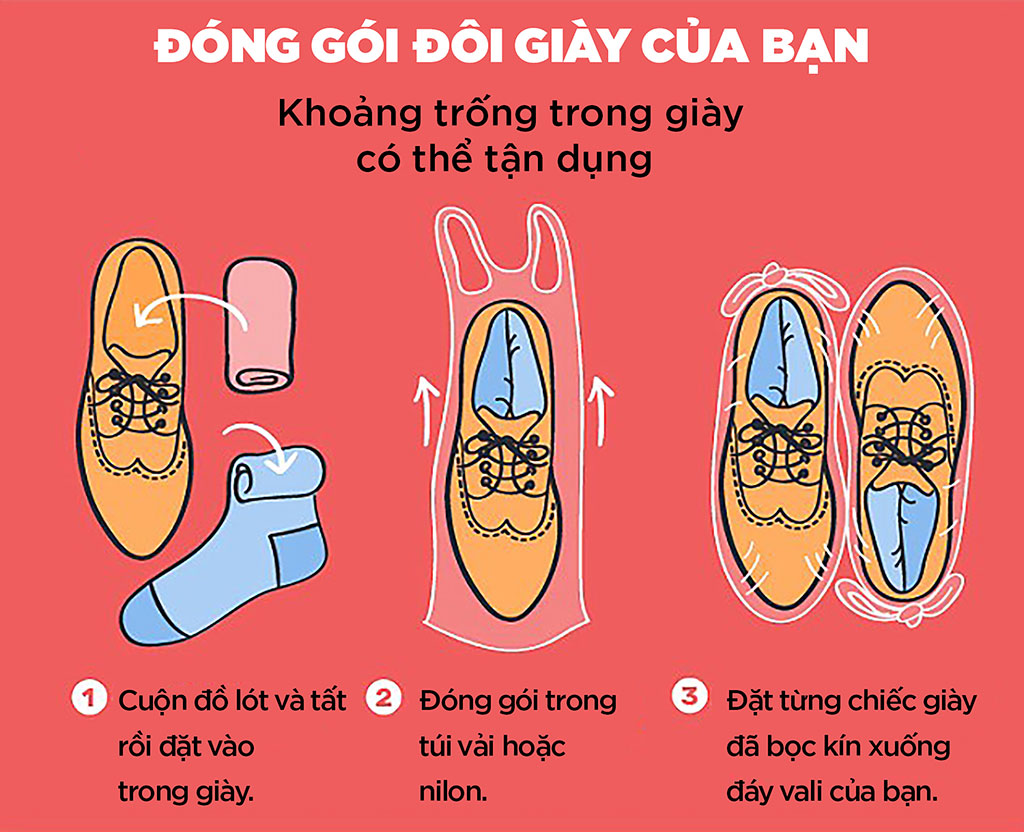 ĐÓNG GÓI ĐÔI GIÀY CỦA BẠN
Khoảng trống trong giày
có thể tận dụng
1 Cuộn đồ lót và tất
rồi đặt vào
trong giày.
2 Đóng gói trong
túi vải hoặc
nilon.
3 Đặt từng chiếc giày
đã bọc kín xuống
đáy vali của bạn.